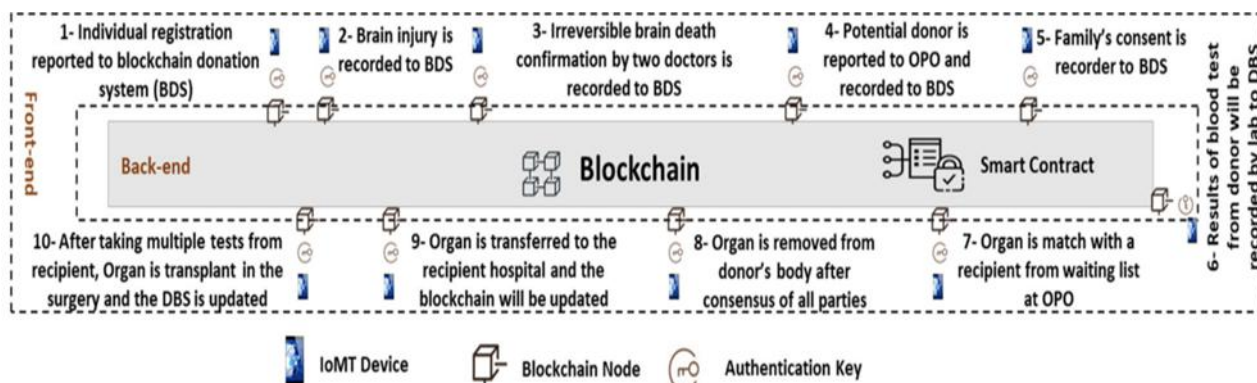 1- Individual registration
reported to blockchain donation
system (BDS)
2- Brain injury is
recorded to BDS
3- Irreversible brain death
confirmation by two doctors is
recorded to BDS
4- Potential donor is
reported to OPO and
recorded to BDS
5- Family’s consent is
recorder to BDS
6- Results of blood test
from donor will be
recorded by lab to DBS
Front-end
Back-end
Blockchain
Smart Contract
10- After taking multiple tests from
recipient, Organ is transplant in the
surgery and the DBS is updated
9- Organ is transferred to the
recipient hospital and the
blockchain will be updated
8- Organ is removed from
donor’s body after
consensus of all parties
7- Organ is match with a
recipient from waiting list
at OPO
IoMT Device
Blockchain Node
Authentication Key